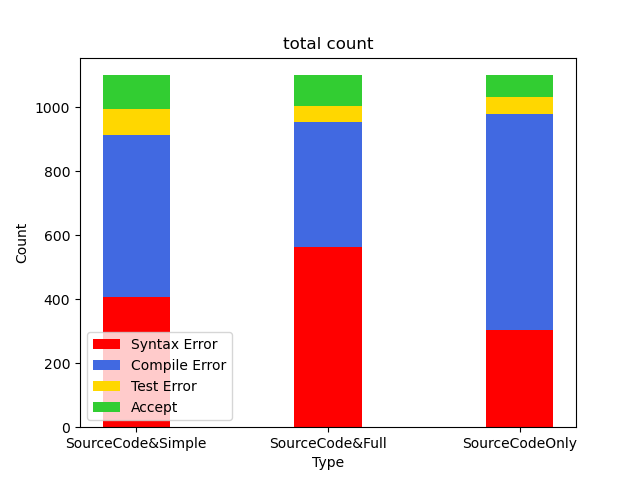 total count
1000
800
600
400
200
0
Count
Syntax Error
Compile Error
Test Error
Accept
SourceCode&Simple
SourceCode&Full
SourceCodeOnly
Type